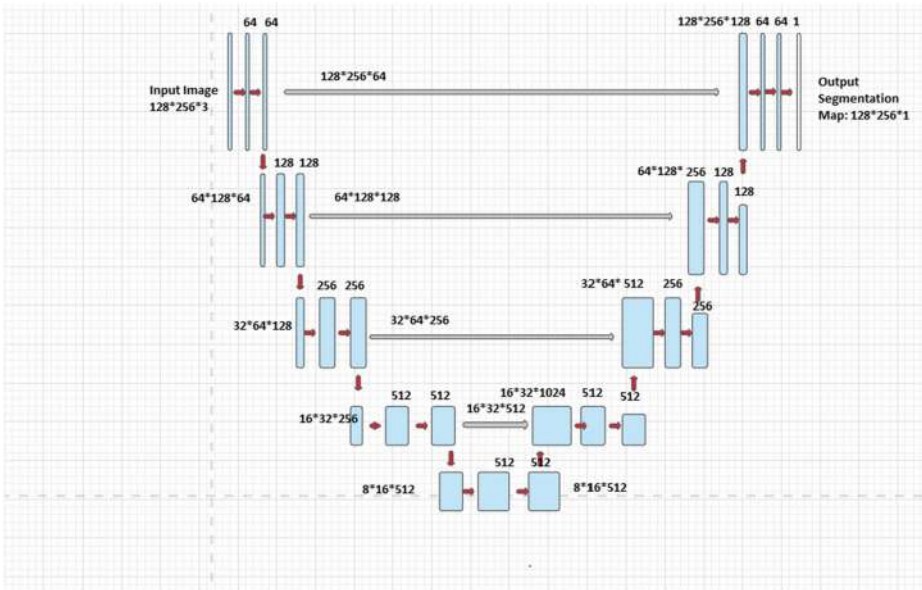 64 64
128*256*128 64 64 1
Input Image
128*256*3
128*256*64
Output
Segmentation
Map: 128*256*1
128 128
64*128*64
64*128*128
64*128* 256 128
128
256 256
32*64*128
32*64*256
32*64* 512 256
256
512 512
16*32*256
16*32*512
16*32*1024 512 512
512 512
8*16*512
8*16*512